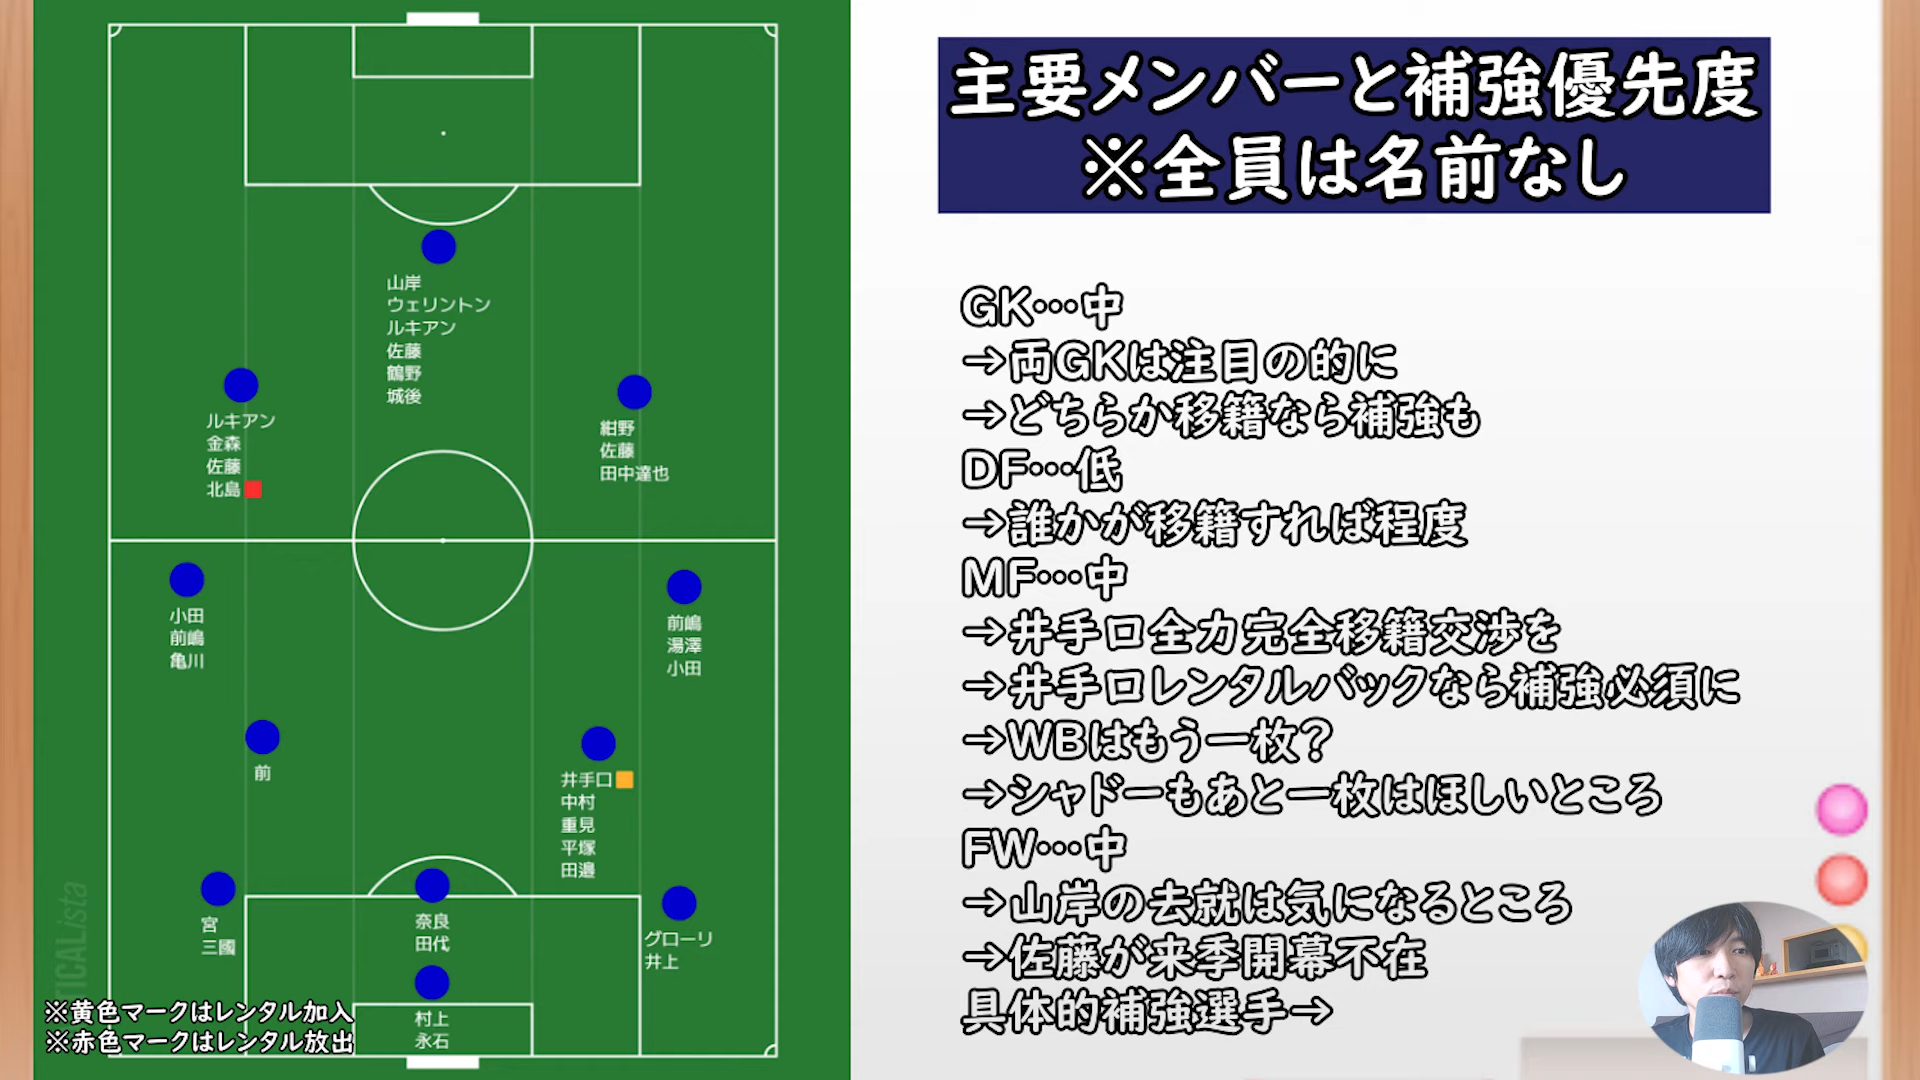 主要メンバーと補強優先度
※全員は名前なし
山岸
ウェリントン
ルキアン
佐藤
鶴野
城後
ルキアン
金森
佐藤
北島
紺野
佐藤
田中達也
小田
前嶋
亀川
前嶋
湯澤
小田
前
井手口
中村
重見
平塚
田邉
宮
三國
奈良
田代
グローリ
井上
村上
永石
※黄色マークはレンタル加入
※赤色マークはレンタル放出
GK…中
→両GKは注目の的に
→どちらか移籍なら補強も
DF…低
→誰かが移籍すれば程度
MF…中
→井手口全力完全移籍交渉を
→井手口レンタルバックなら補強必須に
→WBはもう一枚?
→シャドーもあと一枚はほしいところ
FW…中
→山岸の去就は気になるところ
→佐藤が来季開幕不在
具体的補強選手→